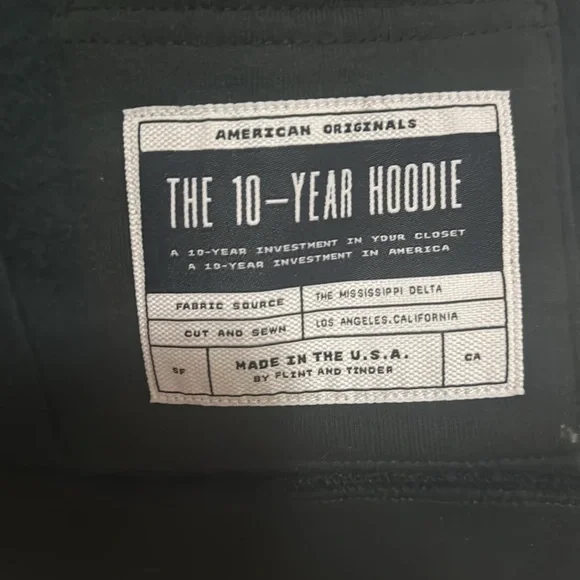 AMERICAN ORIGINALS
THE 10-YEAR HOODIE
A 10-YEAR INVESTMENT IN YOUR CLOSET
A 10-YEAR INVESTMENT IN AMERICA
FABRIC SOURCE THE MISSISSIPPI DELTA
CUT AND SEWN LOS ANGELES, CALIFORNIA
SF MADE IN THE U.S.A. CA
BY FLINT AND TINDER